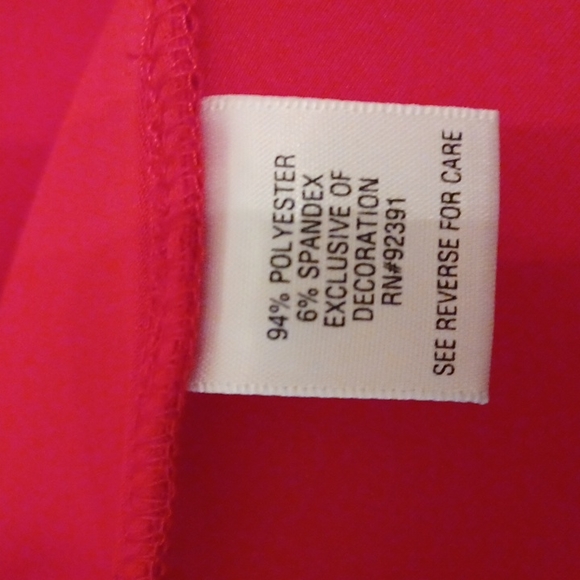 94% POLYESTER
6% SPANDEX
EXCLUSIVE OF
DECORATION
RN#92391
SEE REVERSE FOR CARE